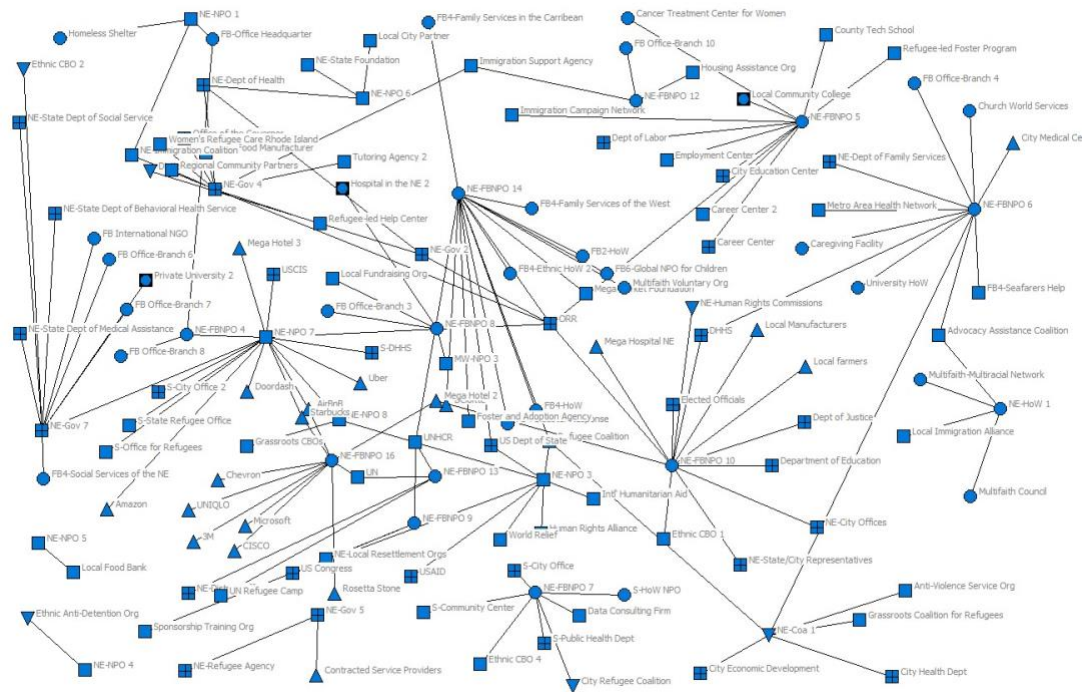 NE-NPO 1
FB4-Family Services in the Carribean
Cancer Treatment Center for Women
Homeless Shelter
FB-Office Headquarter
Local City Partner
FB Office-Branch 10
County Tech School
Refugee-led Foster Program
Ethnic CBO 2
NE-State Foundation
Immigration Support Agency
Housing Assistance Org
FB Office-Branch 4
NE-Dept of Health
NE-NPO 6
NE-FBNPO 12
Local Community College
Church World Services
NE-State Dept of Social Service
Immigration Campaign Network
NE-FBNPO 5
Office of the Governor
Women's Refugee Care Rhode Island
Food Manufacturer
Dept of Labor
City Medical Ce
NE-Immigration Coalition
Tutoring Agency 2
Employment Center
NE-Dept of Family Services
Regional Community Partners
City Education Center
NE-Gov 4
Hospital in the NE 2
NE-FBNPO 14
NE-State Dept of Behavioral Health Service
FB4-Family Services of the West
Career Center 2
Metro Area Health Network
NE-FBNPO 6
Refugee-led Help Center
FB International NGO
Mega Hotel 3
NE-Gov 2
FB2-HoW
Career Center
Caregiving Facility
FB Office-Branch 6
Private University 2
USCIS
Local Fundraising Org
FB4-Ethnic HoW 2
FB6-Global NPO for Children
Multifaith Voluntary Org
University HoW
FB4-Seafarers Help
FB Office-Branch 7
FB Office-Branch 3
NE-Human Rights Commissions
NE-State Dept of Medical Assistance
NE-FBNPO 4
NE-NPO 7
NE-FBNPO 8
ORR
DHHS
Local Manufacturers
Advocacy Assistance Coalition
FB Office-Branch 8
S-DHHS
MW-NPO 3
Mega Hospital NE
Local farmers
Multifaith-Multiracial Network
S-City Office 2
Doordash
Uber
Mega Hotel 2
FB4-HoW
Elected Officials
NE-HoW 1
NE-Gov 7
S-State Refugee Office
AirBnB
Starbucks
NE-NPO 8
Foster and Adoption Agency
Dept of Justice
S-Office for Refugees
Grassroots CBOs
UNHCR
US Dept of State
Local Immigration Alliance
FB4-Social Services of the NE
Chevron
NE-FBNPO 16
UN
NE-FBNPO 13
NE-NPO 3
NE-FBNPO 10
Department of Education
Amazon
UNIQLO
Int'l Humanitarian Aid
Multifaith Council
Microsoft
NE-FBNPO 9
NE-City Offices
NE-NPO 5
3M
CISCO
World Relief
Human Rights Alliance
Ethnic CBO 1
Local Food Bank
NE-Local Resettlement Orgs
US Congress
USAID
S-City Office
NE-State/City Representatives
Rosetta Stone
UN Refugee Camp
NE-FBNPO 7
S-HoW NPO
Anti-Violence Service Org
Ethnic Anti-Detention Org
NE-Gov 5
S-Community Center
Data Consulting Firm
Grassroots Coalition for Refugees
Sponsorship Training Org
S-Public Health Dept
NE-Coa 1
NE-NPO 4
NE-Refugee Agency
Contracted Service Providers
Ethnic CBO 4
City Refugee Coalition
City Economic Development
City Health Dept